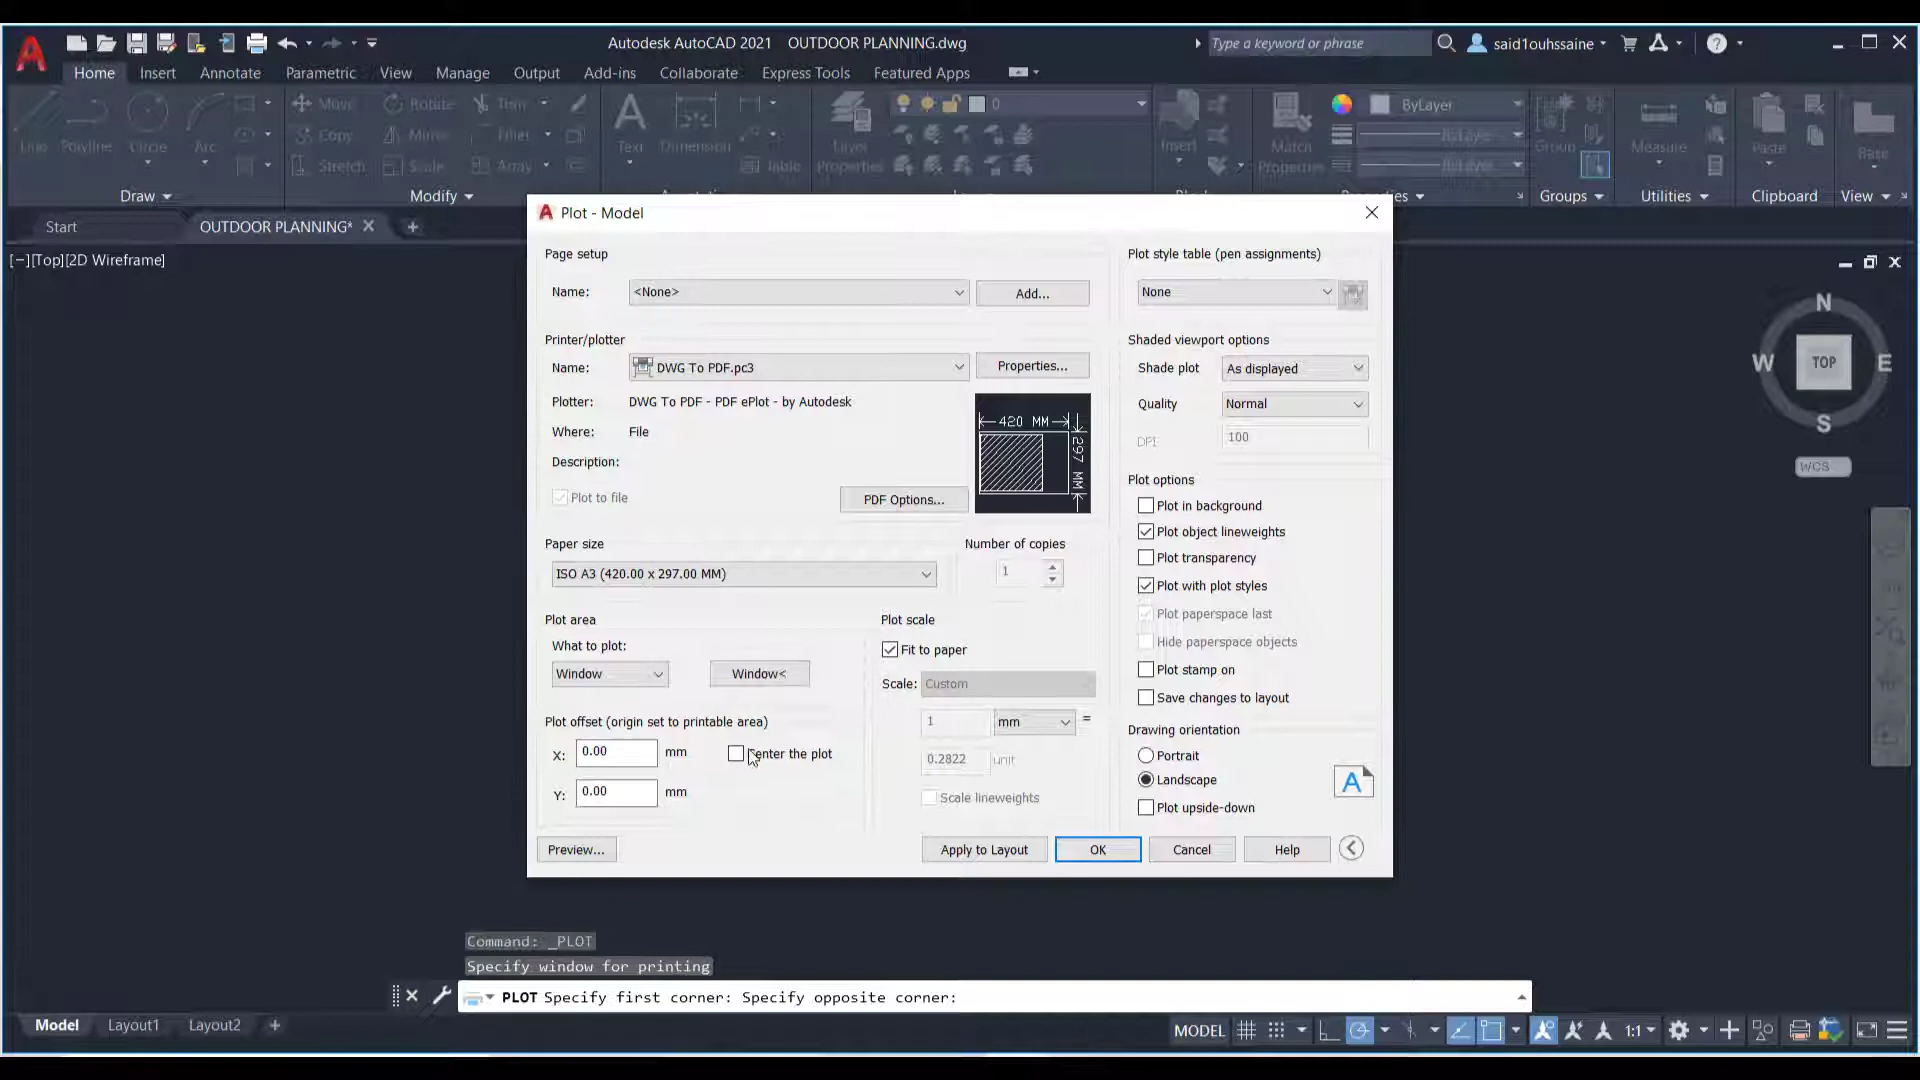 Autodesk AutoCAD 2021 OUTDOOR PLANNING.dwg
Type a keyword or phrase
said1ouhssaine
Home Insert Annotate Parametric View Manage Output Add-ins Collaborate Express Tools Featured Apps
Move Rotate Trim
Copy Mirror Fillet
Stretch Scale Array
Line Polyline Circle Arc
Text Dimension
Table
Layer
Properties
0
Insert
Match
Properties
ByLayer
ByLayer
ByLayer
Group
Measure
Paste
Base
Draw Modify
Properties Groups Utilities Clipboard View
Start OUTDOOR PLANNING*
[−][Top][2D Wireframe]
N
W TOP E
S
WCS
Plot - Model
Page setup
Name: <None> Add...
Printer/plotter
Name: DWG To PDF.pc3 Properties...
Plotter: DWG To PDF - PDF ePlot - by Autodesk
Where: File
Description:
Plot to file
PDF Options...
420 MM
297 MM
Paper size
ISO A3 (420.00 x 297.00 MM)
Number of copies
1
Plot area
What to plot:
Window Window<
Plot offset (origin set to printable area)
X: 0.00 mm
Center the plot
Y: 0.00 mm
Plot scale
Fit to paper
Scale: Custom
1 mm =
0.2822 unit
Scale lineweights
Plot style table (pen assignments)
None
Shaded viewport options
Shade plot As displayed
Quality Normal
DPI 100
Plot options
Plot in background
Plot object lineweights
Plot transparency
Plot with plot styles
Plot paperspace last
Hide paperspace objects
Plot stamp on
Save changes to layout
Drawing orientation
Portrait
Landscape
Plot upside-down
A
Preview... Apply to Layout OK Cancel Help
Command: _PLOT
Specify window for printing
PLOT Specify first corner: Specify opposite corner:
Model Layout1 Layout2
MODEL 1:1